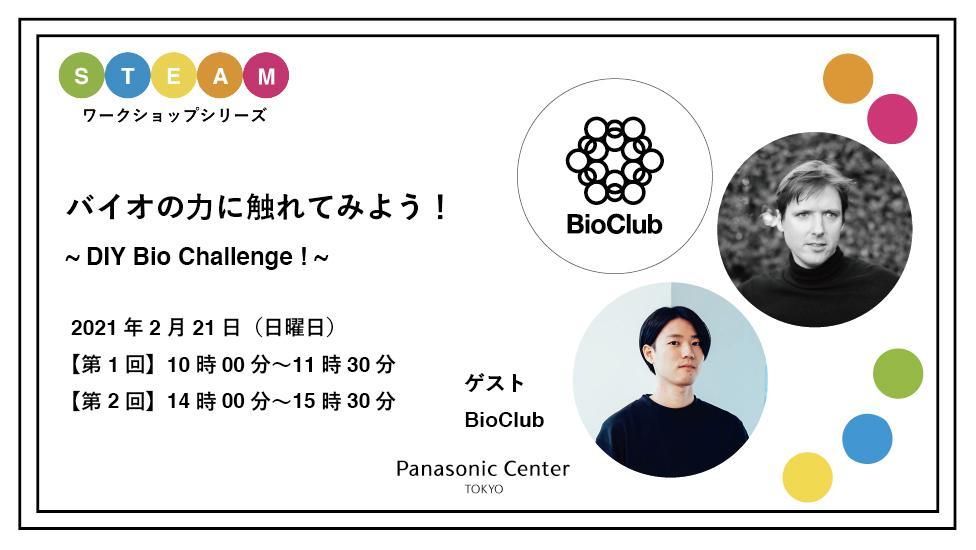 STEAM
ワークショップシリーズ
バイオの力に触れてみよう！
~ DIY Bio Challenge ! ~
2021 年 2 月 21 日（日曜日）
【第 1 回】10 時 00 分〜11 時 30 分
【第 2 回】14 時 00 分〜15 時 30 分
BioClub
ゲスト
BioClub
Panasonic Center
TOKYO